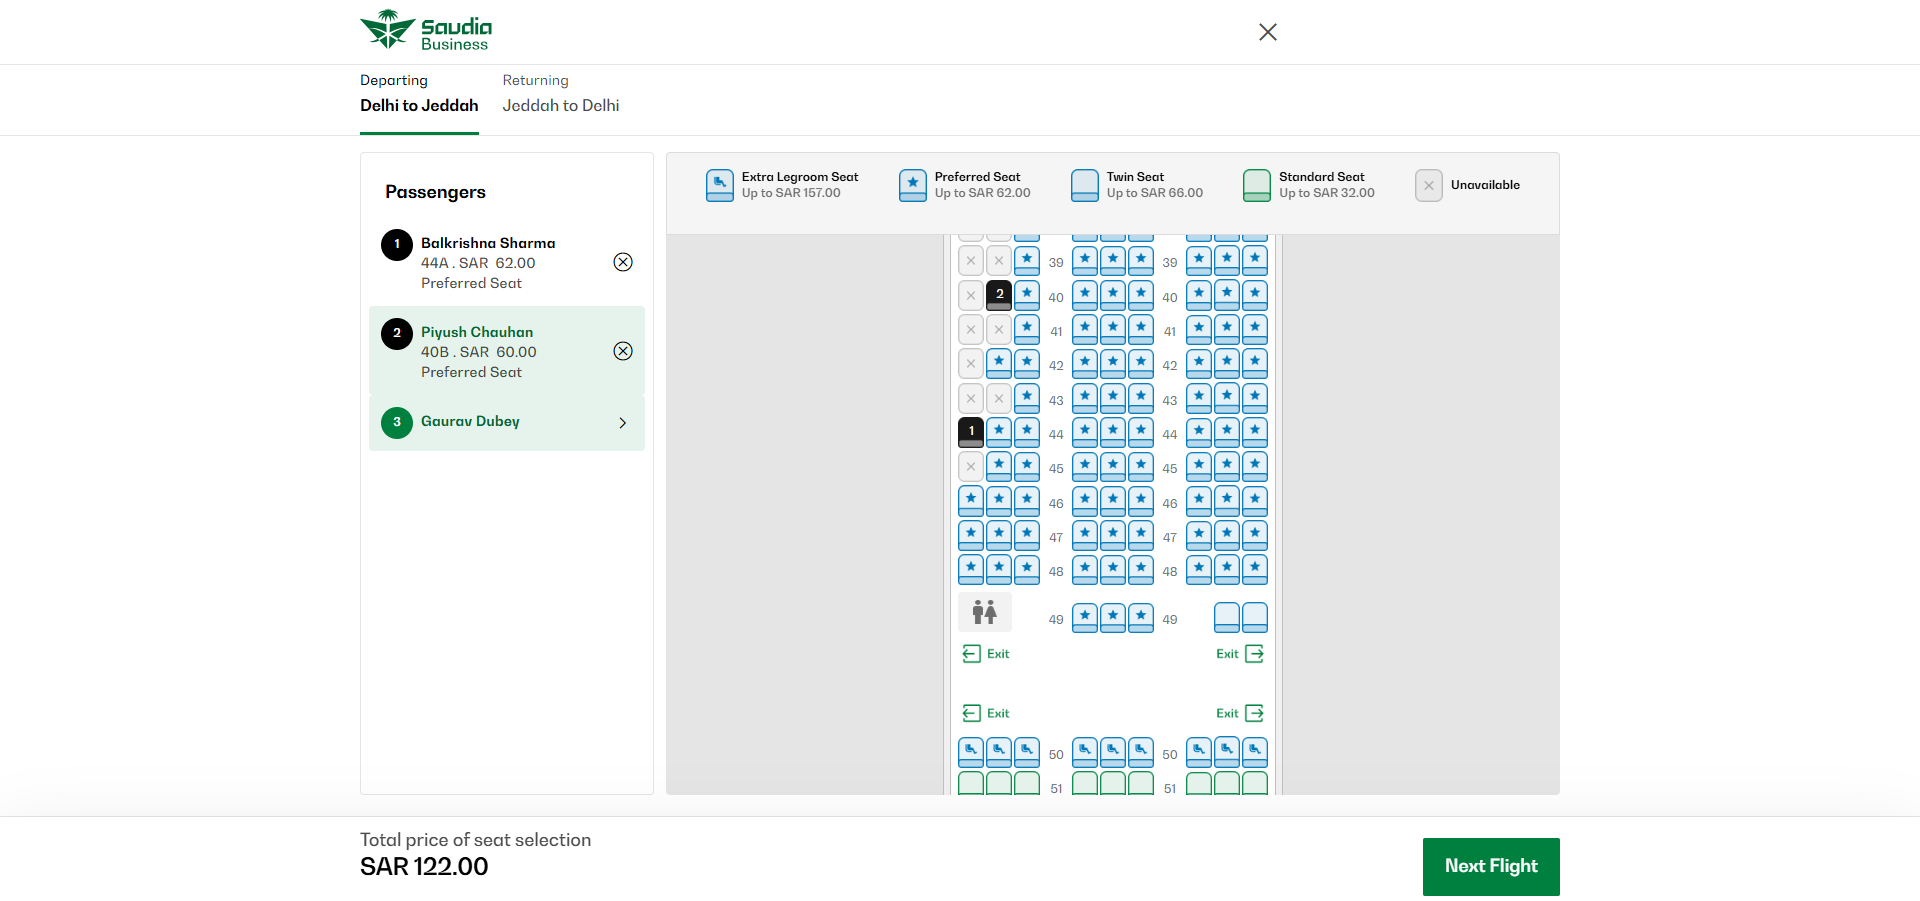 Saudia
Business
Departing
Delhi to Jeddah
Returning
Jeddah to Delhi
Passengers
1
Balkrishna Sharma
44A . SAR 62.00
Preferred Seat
2
Piyush Chauhan
40B . SAR 60.00
Preferred Seat
3
Gaurav Dubey
Extra Legroom Seat
Up to SAR 157.00
Preferred Seat
Up to SAR 62.00
Twin Seat
Up to SAR 66.00
Standard Seat
Up to SAR 32.00
Unavailable
39 39
2 40 40
41 41
42 42
43 43
1 44 44
45 45
46 46
47 47
48 48
49 49
Exit Exit
Exit Exit
50 50
51 51
Total price of seat selection
SAR 122.00
Next Flight